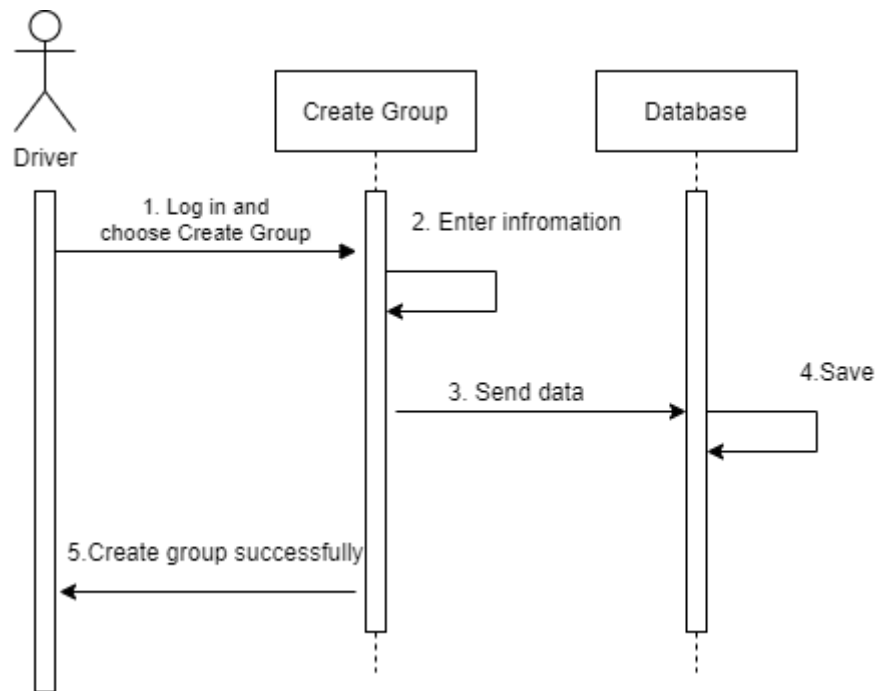 Create Group
Database
Driver
1. Log in and
choose Create Group
2. Enter infromation
3. Send data
4.Save
5.Create group successfully